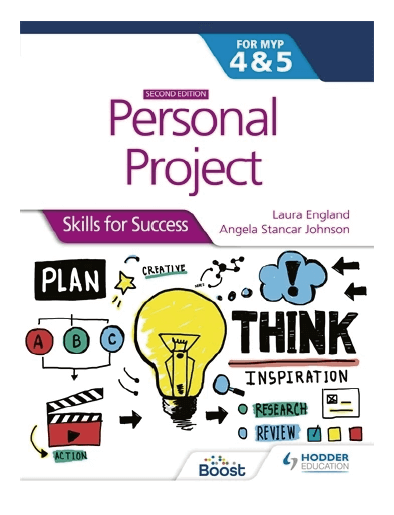 FOR MYP
4 & 5
SECOND EDITION
Personal
Project
Skills for Success
Laura England
Angela Stancar Johnson
PLAN
CREATIVE
A B C
THINK
INSPIRATION
RESEARCH
REVIEW
ACTION
Boost
HODDER
EDUCATION